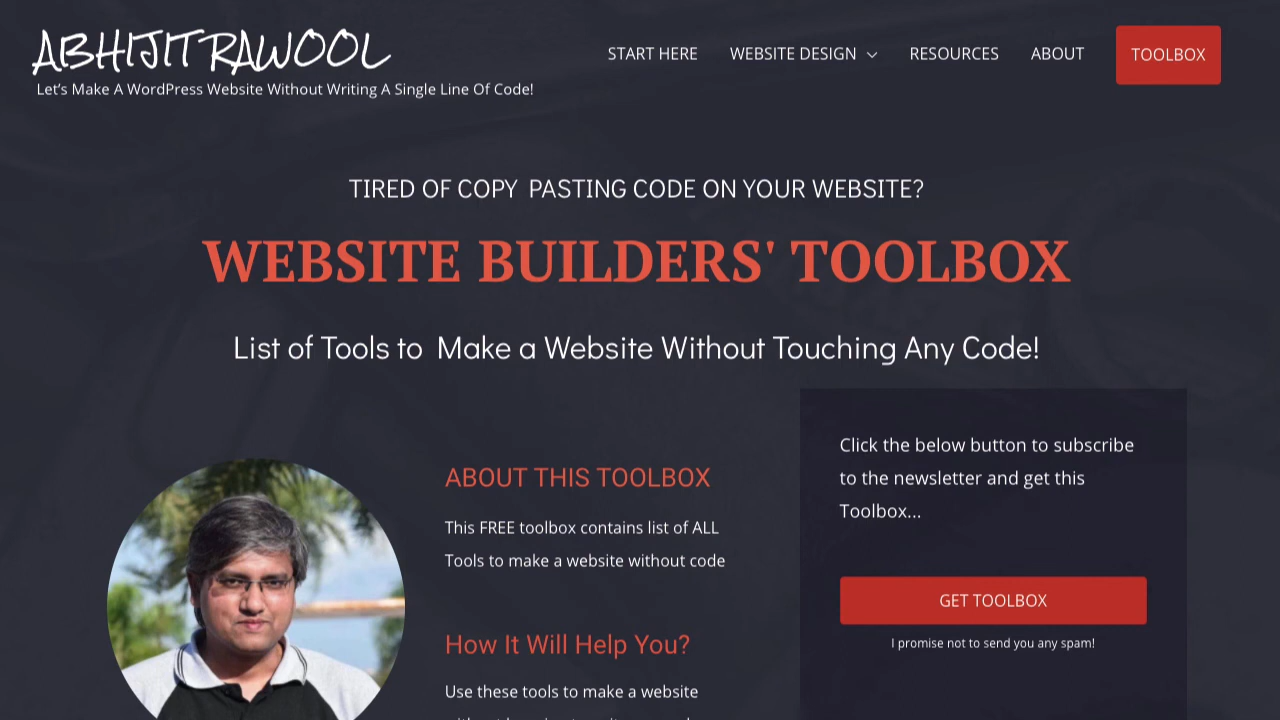 ABHIJIT RAWOOL
Let's Make A WordPress Website Without Writing A Single Line Of Code!
START HERE
WEBSITE DESIGN
RESOURCES
ABOUT
TOOLBOX
TIRED OF COPY PASTING CODE ON YOUR WEBSITE?
WEBSITE BUILDERS' TOOLBOX
List of Tools to Make a Website Without Touching Any Code!
ABOUT THIS TOOLBOX
This FREE toolbox contains list of ALL
Tools to make a website without code
How It Will Help You?
Use these tools to make a website
Click the below button to subscribe
to the newsletter and get this
Toolbox...
GET TOOLBOX
I promise not to send you any spam!